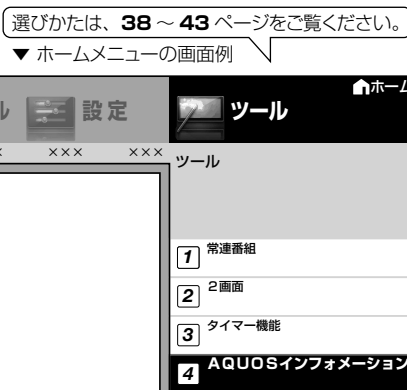 選びかたは、38 ～ 43 ページをご覧ください。
▼ ホームメニューの画面例
ル 設定 ツール ホーム
××× ×××
ツール
1 常連番組
2 2画面
3 タイマー機能
4 AQUOSインフォメーション